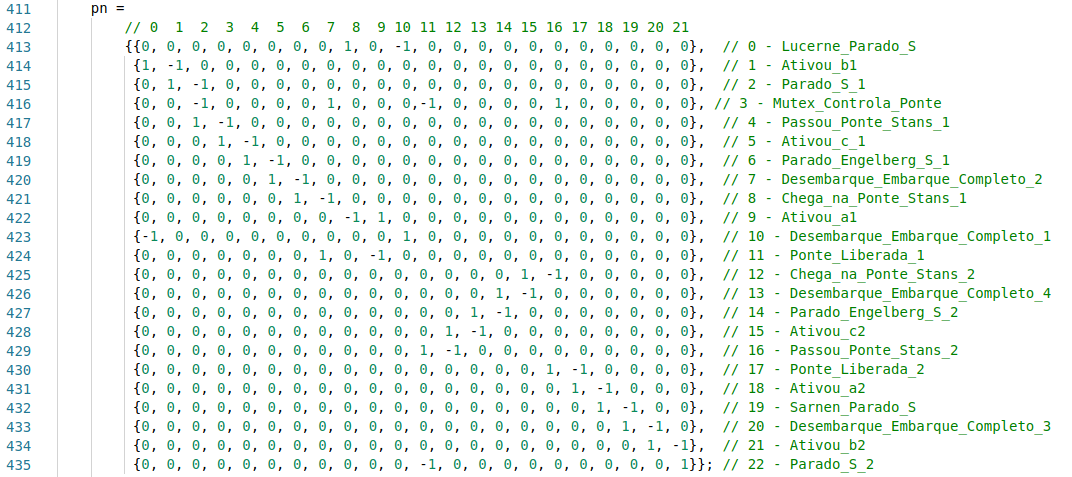 411 pn =
412 // 0 1 2 3 4 5 6 7 8 9 10 11 12 13 14 15 16 17 18 19 20 21
413 {{0, 0, 0, 0, 0, 0, 0, 0, 1, 0, -1, 0, 0, 0, 0, 0, 0, 0, 0, 0, 0, 0}, // 0 - Lucerne_Parado_S
414 {1, -1, 0, 0, 0, 0, 0, 0, 0, 0, 0, 0, 0, 0, 0, 0, 0, 0, 0, 0, 0, 0}, // 1 - Ativou_b1
415 {0, 1, -1, 0, 0, 0, 0, 0, 0, 0, 0, 0, 0, 0, 0, 0, 0, 0, 0, 0, 0, 0}, // 2 - Parado_S_1
416 {0, 0, -1, 0, 0, 0, 0, 1, 0, 0, 0,-1, 0, 0, 0, 0, 1, 0, 0, 0, 0, 0}, // 3 - Mutex_Controla_Ponte
417 {0, 0, 1, -1, 0, 0, 0, 0, 0, 0, 0, 0, 0, 0, 0, 0, 0, 0, 0, 0, 0, 0}, // 4 - Passou_Ponte_Stans_1
418 {0, 0, 0, 1, -1, 0, 0, 0, 0, 0, 0, 0, 0, 0, 0, 0, 0, 0, 0, 0, 0, 0}, // 5 - Ativou_c_1
419 {0, 0, 0, 0, 1, -1, 0, 0, 0, 0, 0, 0, 0, 0, 0, 0, 0, 0, 0, 0, 0, 0}, // 6 - Parado_Engelberg_S_1
420 {0, 0, 0, 0, 0, 1, -1, 0, 0, 0, 0, 0, 0, 0, 0, 0, 0, 0, 0, 0, 0, 0}, // 7 - Desembarque_Embarque_Completo_2
421 {0, 0, 0, 0, 0, 0, 1, -1, 0, 0, 0, 0, 0, 0, 0, 0, 0, 0, 0, 0, 0, 0}, // 8 - Chega_na_Ponte_Stans_1
422 {0, 0, 0, 0, 0, 0, 0, 0, -1, 1, 0, 0, 0, 0, 0, 0, 0, 0, 0, 0, 0, 0}, // 9 - Ativou_a1
423 {-1, 0, 0, 0, 0, 0, 0, 0, 0, 0, 1, 0, 0, 0, 0, 0, 0, 0, 0, 0, 0, 0}, // 10 - Desembarque_Embarque_Completo_1
424 {0, 0, 0, 0, 0, 0, 0, 1, 0, -1, 0, 0, 0, 0, 0, 0, 0, 0, 0, 0, 0, 0}, // 11 - Ponte_Liberada_1
425 {0, 0, 0, 0, 0, 0, 0, 0, 0, 0, 0, 0, 0, 0, 0, 1, -1, 0, 0, 0, 0, 0}, // 12 - Chega_na_Ponte_Stans_2
426 {0, 0, 0, 0, 0, 0, 0, 0, 0, 0, 0, 0, 0, 0, 1, -1, 0, 0, 0, 0, 0, 0}, // 13 - Desembarque_Embarque_Completo_4
427 {0, 0, 0, 0, 0, 0, 0, 0, 0, 0, 0, 0, 0, 1, -1, 0, 0, 0, 0, 0, 0, 0}, // 14 - Parado_Engelberg_S_2
428 {0, 0, 0, 0, 0, 0, 0, 0, 0, 0, 0, 0, 1, -1, 0, 0, 0, 0, 0, 0, 0, 0}, // 15 - Ativou_c2
429 {0, 0, 0, 0, 0, 0, 0, 0, 0, 0, 0, 1, -1, 0, 0, 0, 0, 0, 0, 0, 0, 0}, // 16 - Passou_Ponte_Stans_2
430 {0, 0, 0, 0, 0, 0, 0, 0, 0, 0, 0, 0, 0, 0, 0, 0, 1, -1, 0, 0, 0, 0}, // 17 - Ponte_Liberada_2
431 {0, 0, 0, 0, 0, 0, 0, 0, 0, 0, 0, 0, 0, 0, 0, 0, 0, 1, -1, 0, 0, 0}, // 18 - Ativou_a2
432 {0, 0, 0, 0, 0, 0, 0, 0, 0, 0, 0, 0, 0, 0, 0, 0, 0, 0, 1, -1, 0, 0}, // 19 - Sarnen_Parado_S
433 {0, 0, 0, 0, 0, 0, 0, 0, 0, 0, 0, 0, 0, 0, 0, 0, 0, 0, 0, 1, -1, 0}, // 20 - Desembarque_Embarque_Completo_3
434 {0, 0, 0, 0, 0, 0, 0, 0, 0, 0, 0, 0, 0, 0, 0, 0, 0, 0, 0, 0, 1, -1}, // 21 - Ativou_b2
435 {0, 0, 0, 0, 0, 0, 0, 0, 0, 0, 0, -1, 0, 0, 0, 0, 0, 0, 0, 0, 0, 1}}; // 22 - Parado_S_2